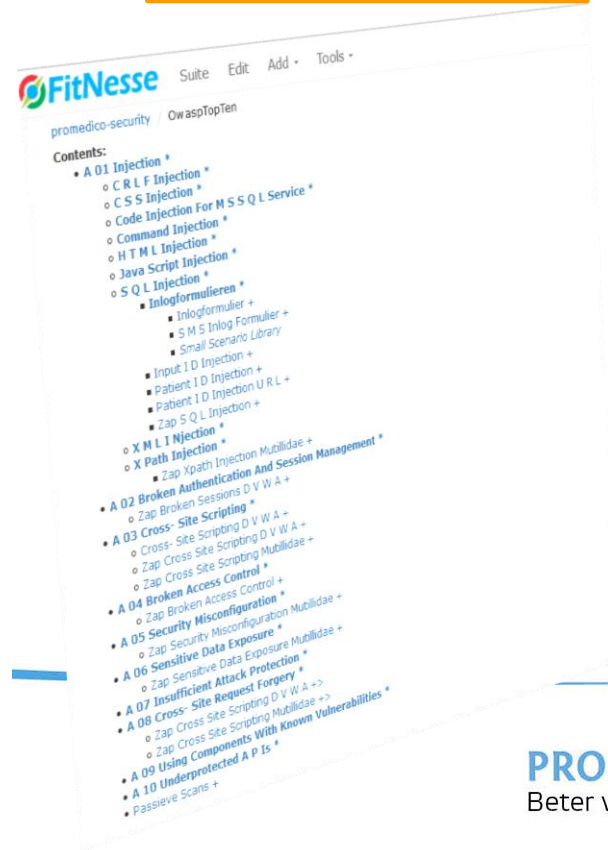 FitNesse Suite Edit Add Tools
promedico-security / OwaspTopTen
Contents:
• A 01 Injection *
o C R L F Injection *
o C S S Injection *
o Code Injection For M S S Q L Service *
o Command Injection *
o H T M L Injection *
o Java Script Injection *
o S Q L Injection *
▪ Inlogformulieren *
▪ Inlogformulier +
▪ S M S Inlog Formulier +
▪ Small Scenario Library
▪ Input I D Injection +
▪ Patient I D Injection +
▪ Patient I D Injection U R L +
▪ Zap S Q L Injection +
o X M L I Njection *
o X Path Injection *
▪ Zap Xpath Injection Mutillidae +
• A 02 Broken Authentication And Session Management *
o Zap Broken Sessions D V W A +
• A 03 Cross- Site Scripting *
o Cross- Site Scripting D V W A +
o Zap Cross Site Scripting D V W A +
o Zap Cross Site Scripting Mutillidae +
• A 04 Broken Access Control *
o Zap Broken Access Control +
• A 05 Security Misconfiguration *
o Zap Security Misconfiguration Mutillidae +
• A 06 Sensitive Data Exposure *
o Zap Sensitive Data Exposure Mutillidae +
• A 07 Insufficient Attack Protection *
• A 08 Cross- Site Request Forgery *
o Zap Cross Site Scripting D V W A +>
o Zap Cross Site Scripting Mutillidae +>
• A 09 Using Components With Known Vulnerabilities *
• A 10 Underprotected A P Is *
• Passieve Scans +
PRO
Beter v